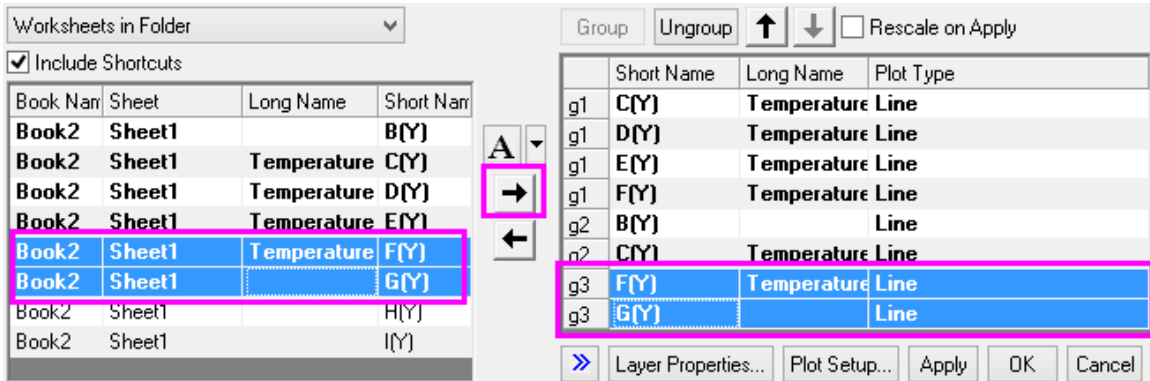 Worksheets in Folder
Include Shortcuts
Book Nam Sheet Long Name Short Nam
Book2 Sheet1 B(Y)
Book2 Sheet1 Temperature C(Y)
Book2 Sheet1 Temperature D(Y)
Book2 Sheet1 Temperature E(Y)
Book2 Sheet1 Temperature F(Y)
Book2 Sheet1 G(Y)
Book2 Sheet1 H(Y)
Book2 Sheet1 I(Y)
A
Group Ungroup Rescale on Apply
Short Name Long Name Plot Type
g1 C(Y) Temperature Line
g1 D(Y) Temperature Line
g1 E(Y) Temperature Line
g1 F(Y) Temperature Line
g2 B(Y) Line
g2 C(Y) Temperature Line
g3 F(Y) Temperature Line
g3 G(Y) Line
Layer Properties... Plot Setup... Apply OK Cancel